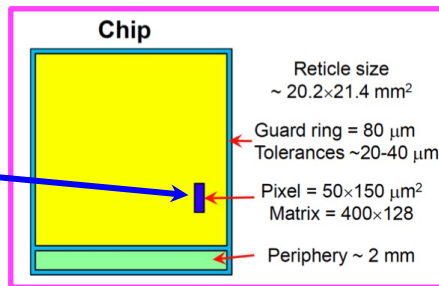 Chip
Reticle size
~ 20.2×21.4 mm²
Guard ring = 80 μm
Tolerances ~20-40 μm
Pixel = 50×150 μm²
Matrix = 400×128
Periphery ~ 2 mm